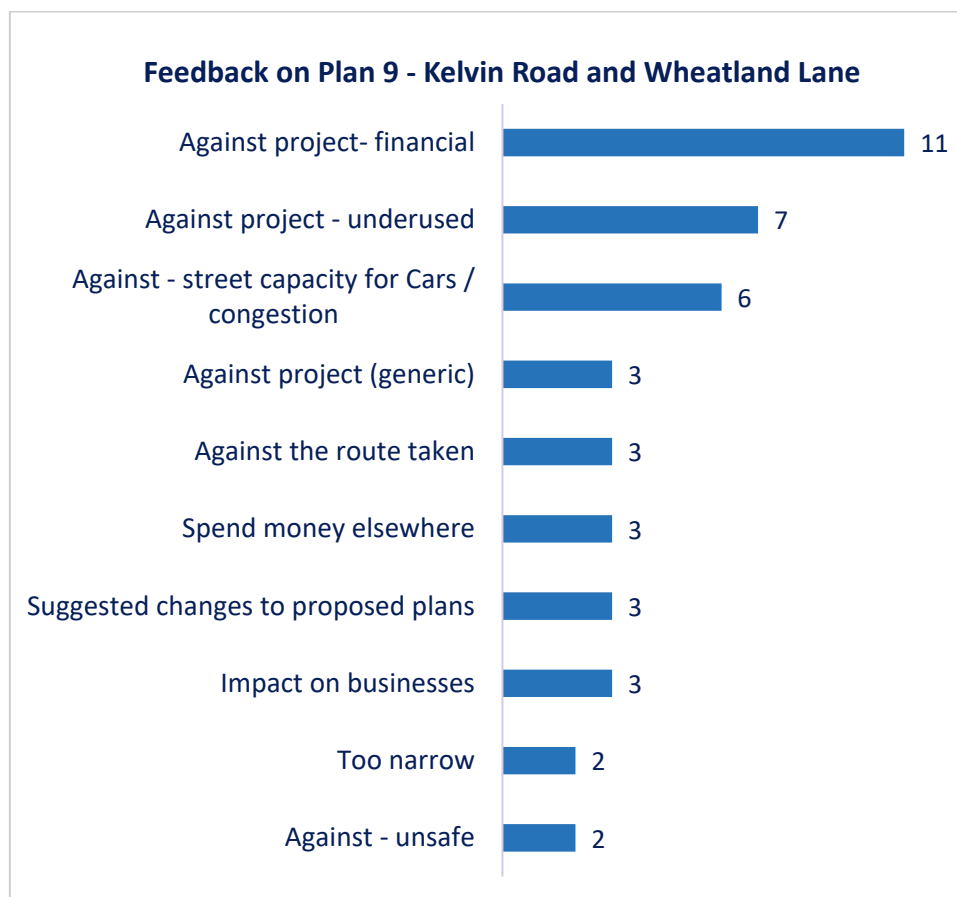 Feedback on Plan 9 - Kelvin Road and Wheatland Lane
Against project- financial
11
Against project - underused
7
Against - street capacity for Cars /
congestion
6
Against project (generic)
3
Against the route taken
3
Spend money elsewhere
3
Suggested changes to proposed plans
3
Impact on businesses
3
Too narrow
2
Against - unsafe
2